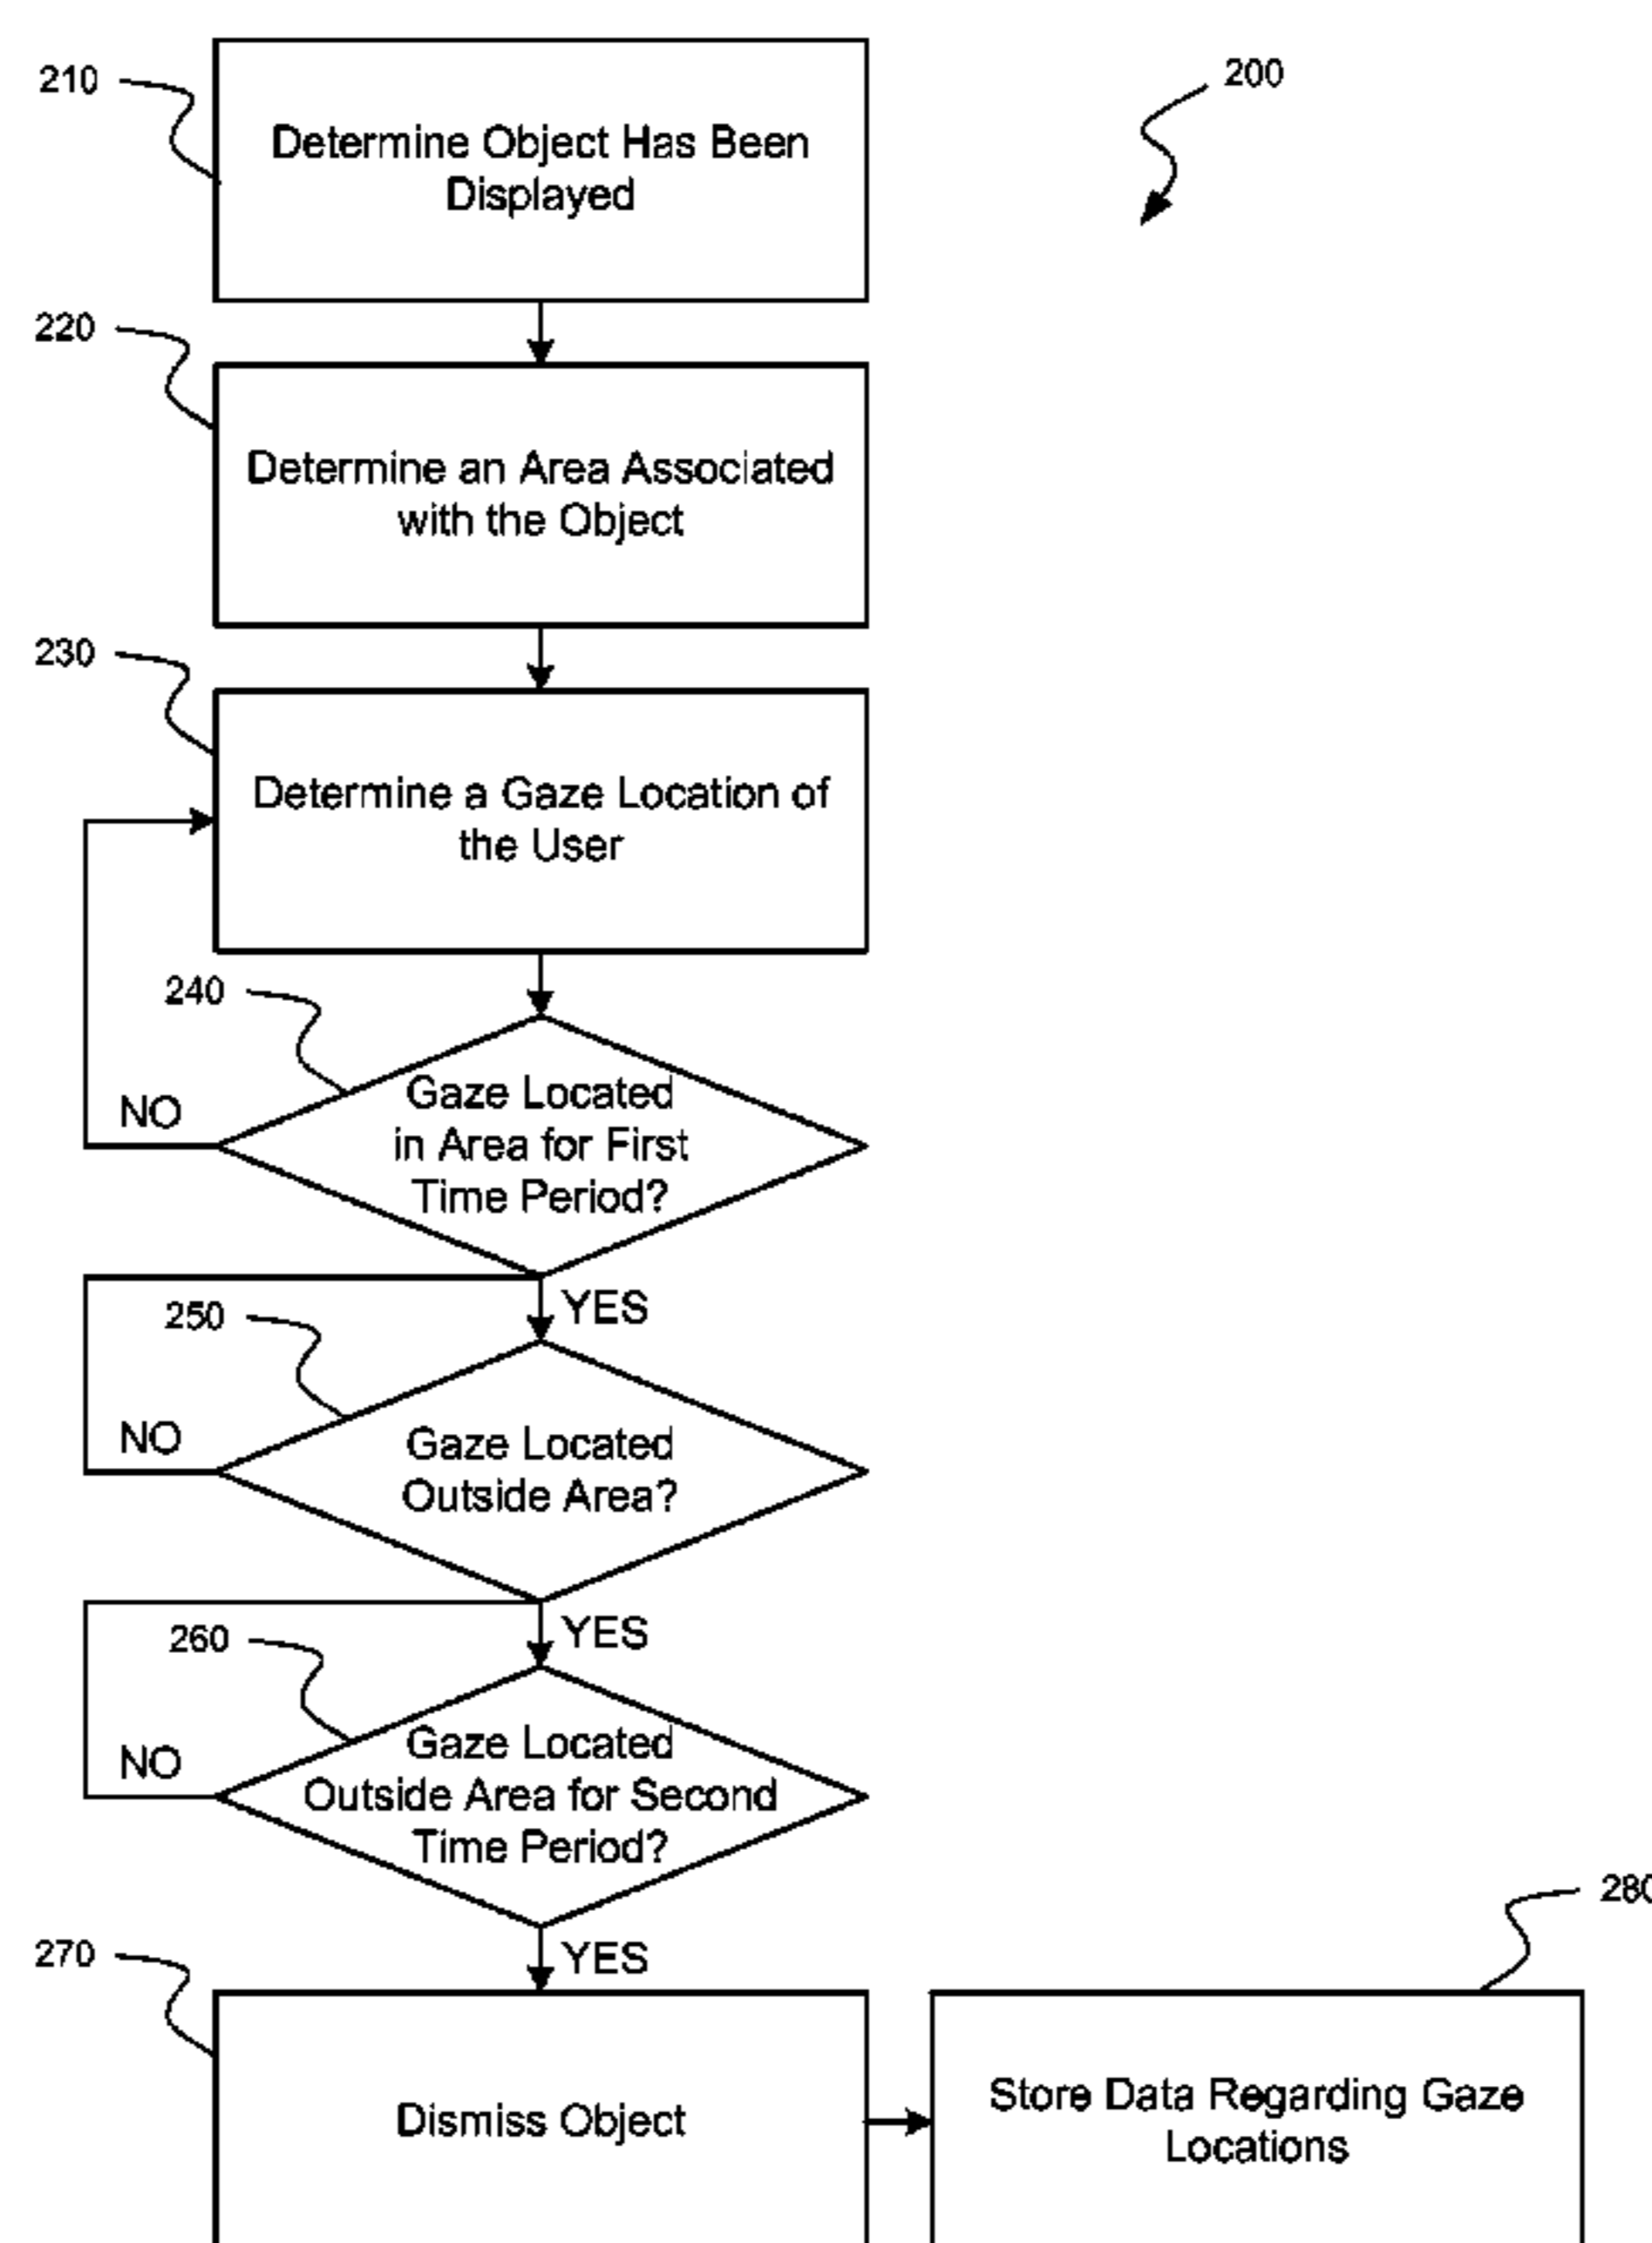 210
200
Determine Object Has Been
Displayed
220
Determine an Area Associated
with the Object
230
Determine a Gaze Location of
the User
240
NO
Gaze Located
in Area for First
Time Period?
YES
250
NO
Gaze Located
Outside Area?
YES
260
NO
Gaze Located
Outside Area for Second
Time Period?
YES
270
280
Dismiss Object
Store Data Regarding Gaze
Locations